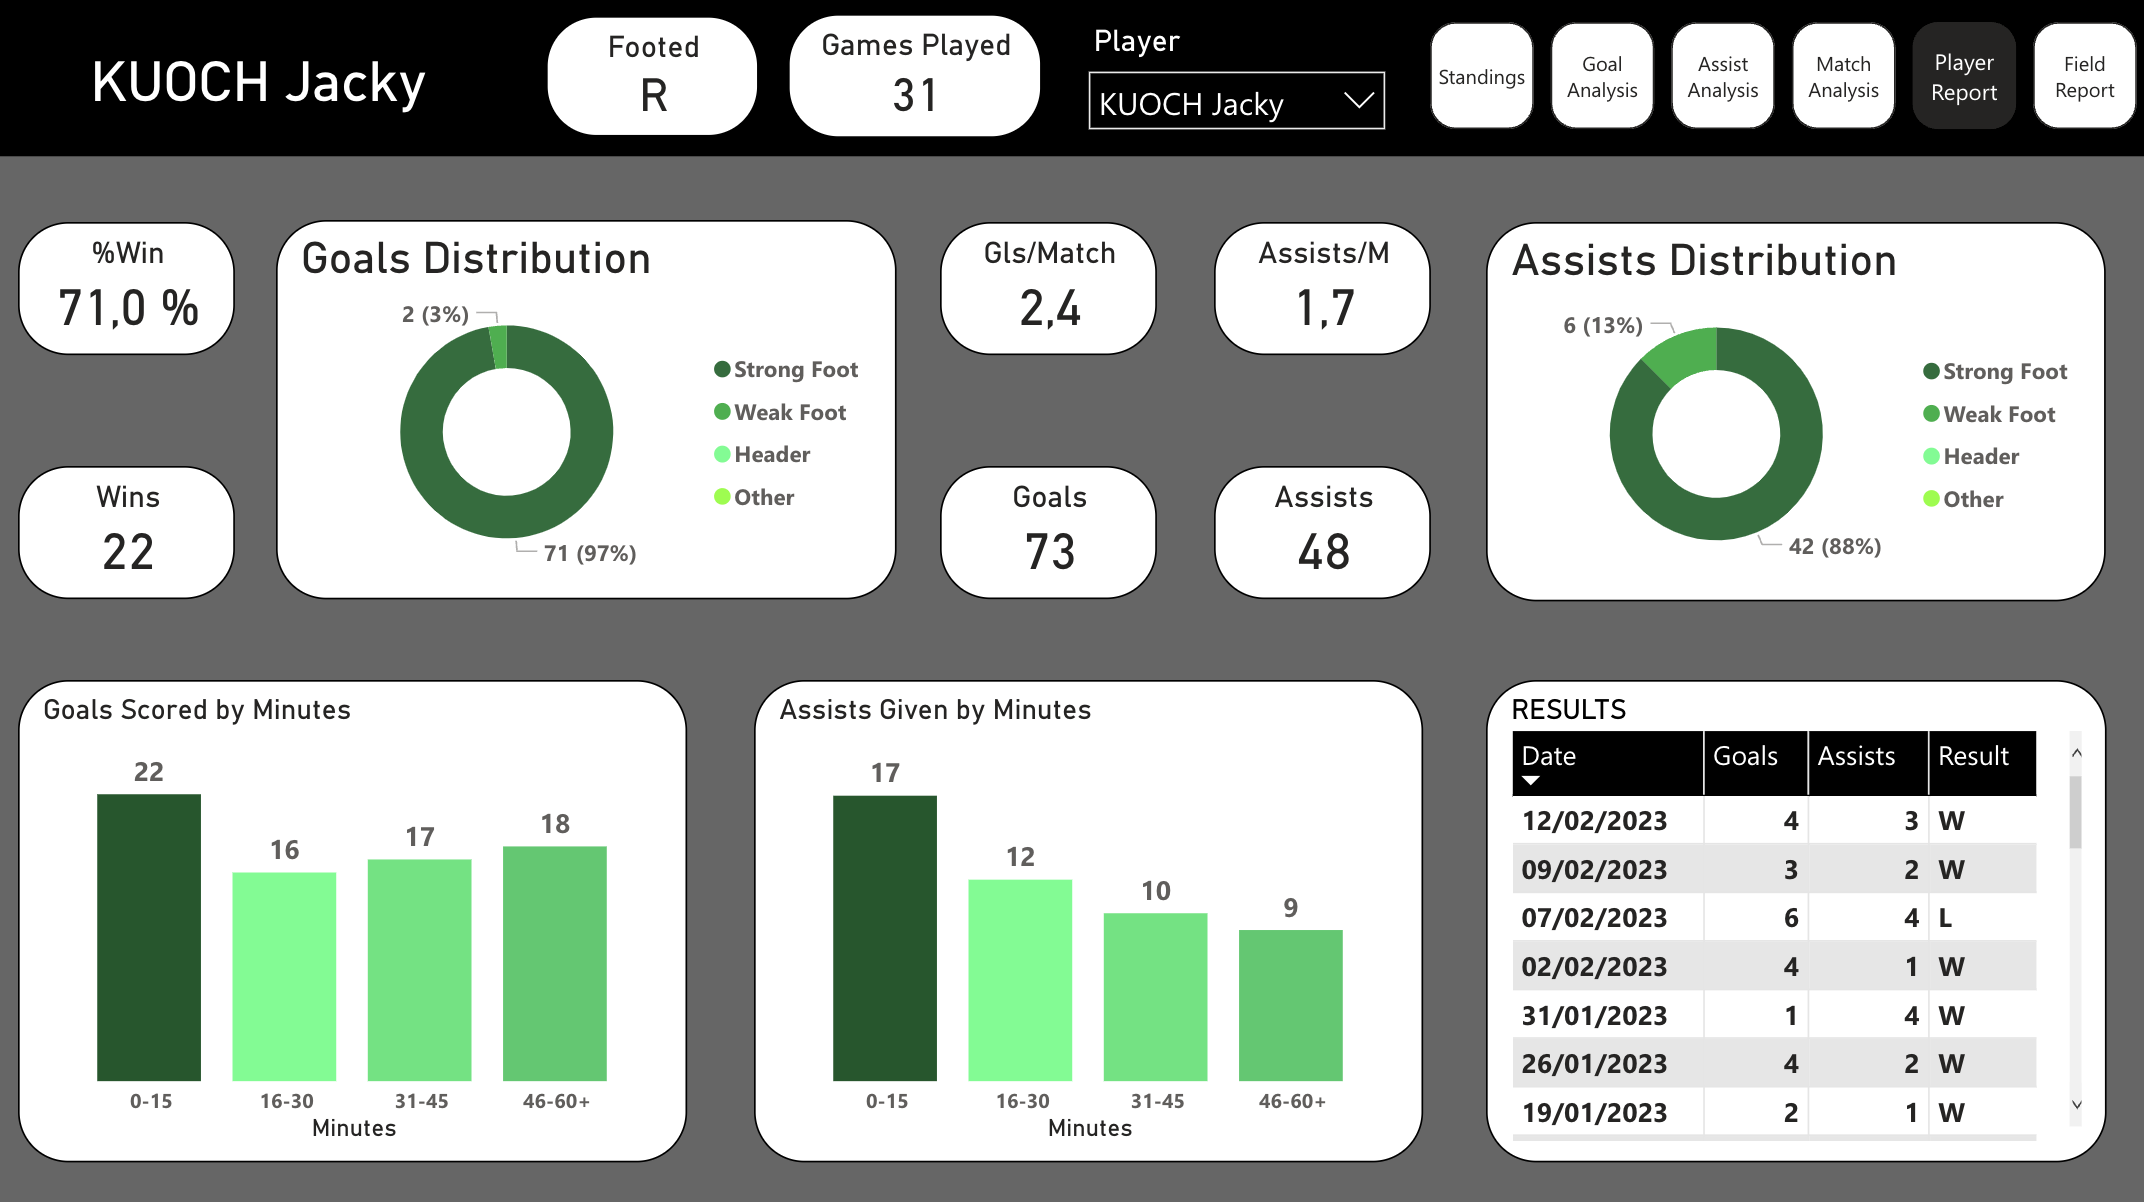 KUOCH Jacky
Footed
R
Games Played
31
Player
KUOCH Jacky
Standings
Goal
Analysis
Assist
Analysis
Match
Analysis
Player
Report
Field
Report
%Win
71,0 %
Wins
22
Goals Distribution
2 (3%)
71 (97%)
Strong Foot
Weak Foot
Header
Other
Gls/Match
2,4
Assists/M
1,7
Goals
73
Assists
48
Assists Distribution
6 (13%)
42 (88%)
Strong Foot
Weak Foot
Header
Other
Goals Scored by Minutes
22
16
17
18
0-15
16-30
31-45
46-60+
Minutes
Assists Given by Minutes
17
12
10
9
0-15
16-30
31-45
46-60+
Minutes
RESULTS
Date Goals Assists Result
12/02/2023 4 3 W
09/02/2023 3 2 W
07/02/2023 6 4 L
02/02/2023 4 1 W
31/01/2023 1 4 W
26/01/2023 4 2 W
19/01/2023 2 1 W